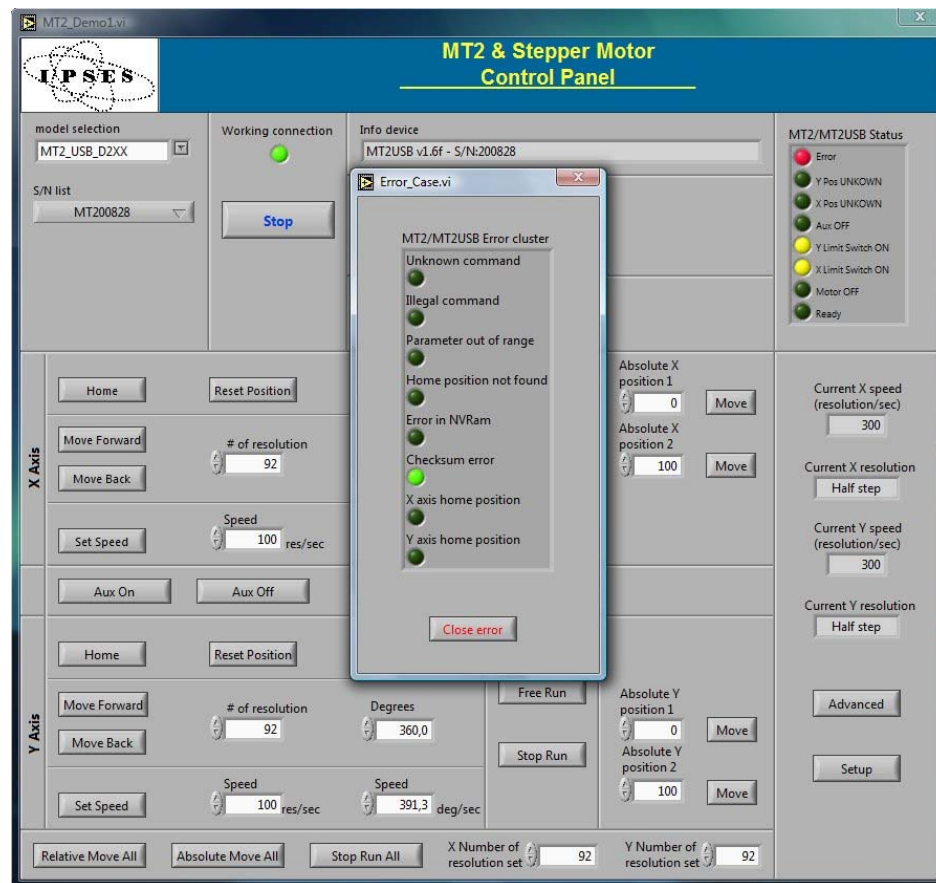 MT2_Demo1.vi
IPSES
MT2 & Stepper Motor
Control Panel
model selection
MT2_USB_D2XX
S/N list
MT200828
Working connection
Stop
Info device
MT2USB v1.6f - S/N:200828
MT2/MT2USB Status
Error
Y Pos UNKOWN
X Pos UNKOWN
Aux OFF
Y Limit Switch ON
X Limit Switch ON
Motor OFF
Ready
Error_Case.vi
MT2/MT2USB Error cluster
Unknown command
Illegal command
Parameter out of range
Home position not found
Error in NVRam
Checksum error
X axis home position
Y axis home position
Close error
X Axis
Home
Reset Position
Move Forward
Move Back
# of resolution
92
Set Speed
Speed
100 res/sec
Absolute X
position 1
0 Move
Absolute X
position 2
100 Move
Aux On
Aux Off
Y Axis
Home
Reset Position
Move Forward
Move Back
# of resolution
92
Degrees
360,0
Set Speed
Speed
100 res/sec
Speed
391,3 deg/sec
Free Run
Stop Run
Absolute Y
position 1
0 Move
Absolute Y
position 2
100 Move
Current X speed
(resolution/sec)
300
Current X resolution
Half step
Current Y speed
(resolution/sec)
300
Current Y resolution
Half step
Advanced
Setup
Relative Move All
Absolute Move All
Stop Run All
X Number of
resolution set 92
Y Number of
resolution set 92